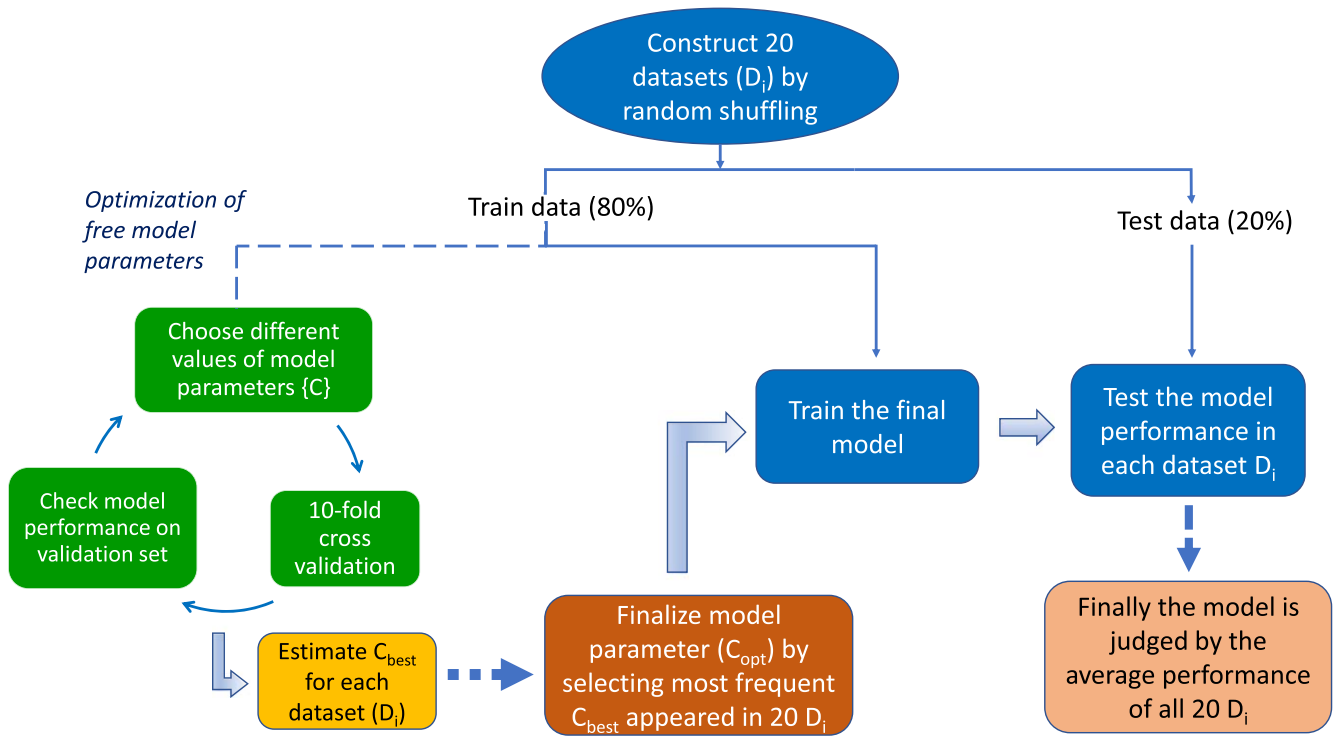 Construct 20
datasets (Di) by
random shuffling
Optimization of
free model
parameters
Train data (80%)
Test data (20%)
Choose different
values of model
parameters {C}
Check model
performance on
validation set
10-fold
cross
validation
Estimate Cbest
for each
dataset (Di)
Finalize model
parameter (Copt) by
selecting most frequent
Cbest appeared in 20 Di
Train the final
model
Test the model
performance in
each dataset Di
Finally the model is
judged by the
average performance
of all 20 Di